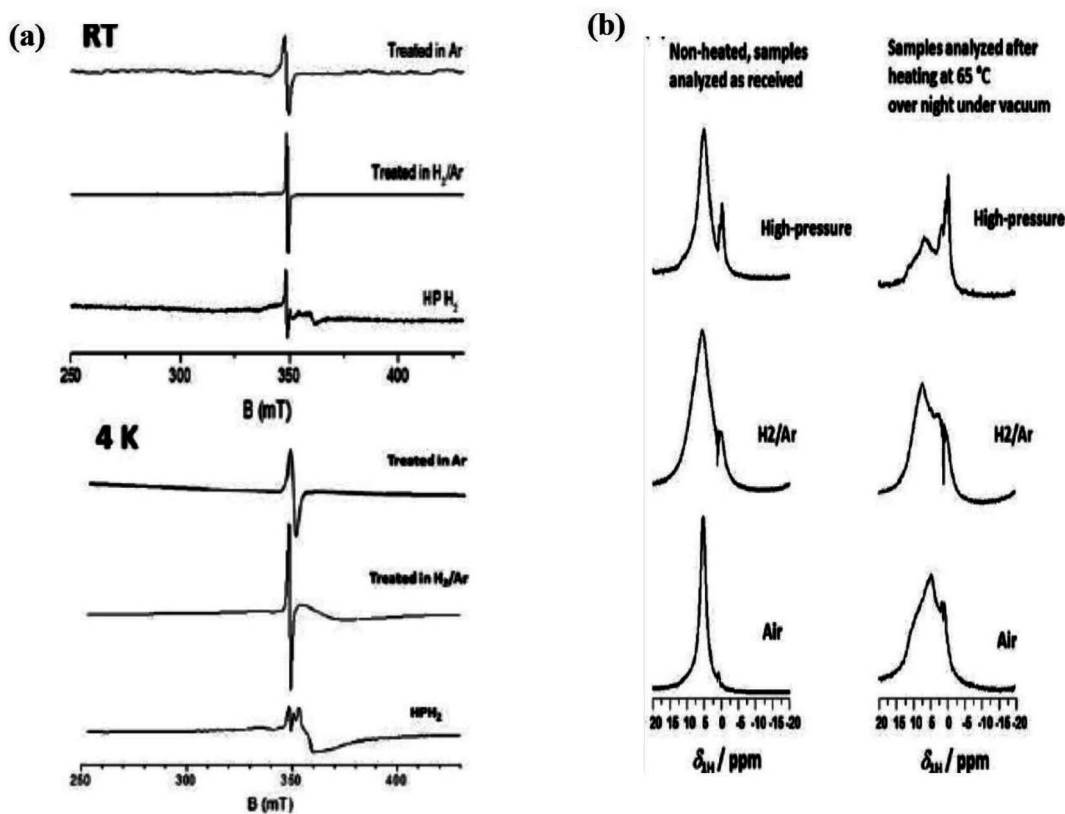 (a)
RT
Treated in Ar
Treated in H₂/Ar
HP H₂
250 300 350 400
B (mT)
4 K
Treated in Ar
Treated in H₂/Ar
HPH₂
250 300 350 400
B (mT)
(b)
Non-heated, samples
analyzed as received
High-pressure
H2/Ar
Air
20 15 10 5 0 -5 -10 -15 -20
δ1H / ppm
Samples analyzed after
heating at 65 °C
over night under vacuum
High-pressure
H2/Ar
Air
20 15 10 5 0 -5 -10 -15 -20
δ1H / ppm